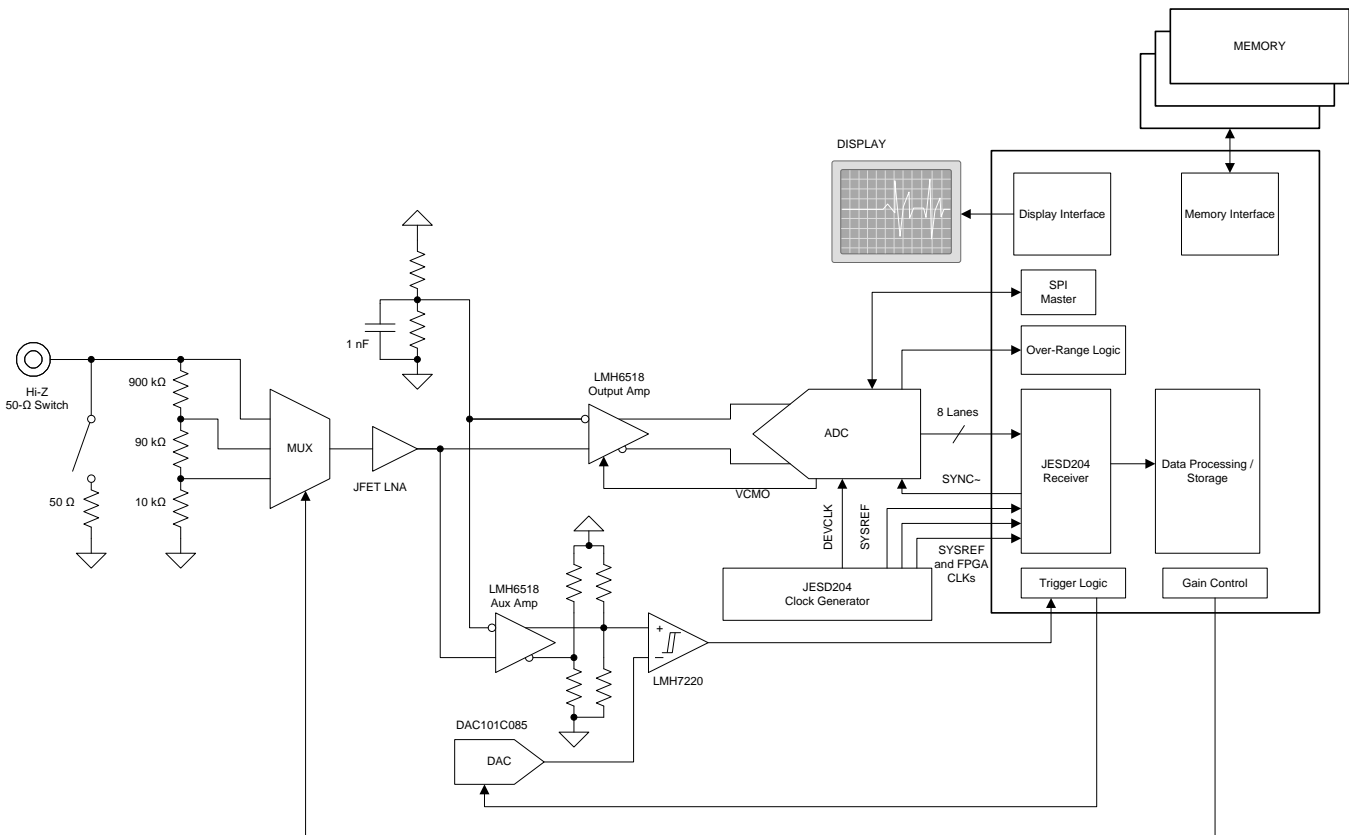 MEMORY
DISPLAY
Display Interface
Memory Interface
SPI
Master
1 nF
Over-Range Logic
Hi-Z
50-Ω Switch
900 kΩ
90 kΩ
10 kΩ
50 Ω
MUX
JFET LNA
LMH6518
Output Amp
ADC
8 Lanes
VCMO
SYNC~
JESD204
Receiver
Data Processing /
Storage
DEVCLK
SYSREF
SYSREF
and FPGA
CLKs
JESD204
Clock Generator
Trigger Logic
Gain Control
LMH6518
Aux Amp
+
–
LMH7220
DAC101C085
DAC